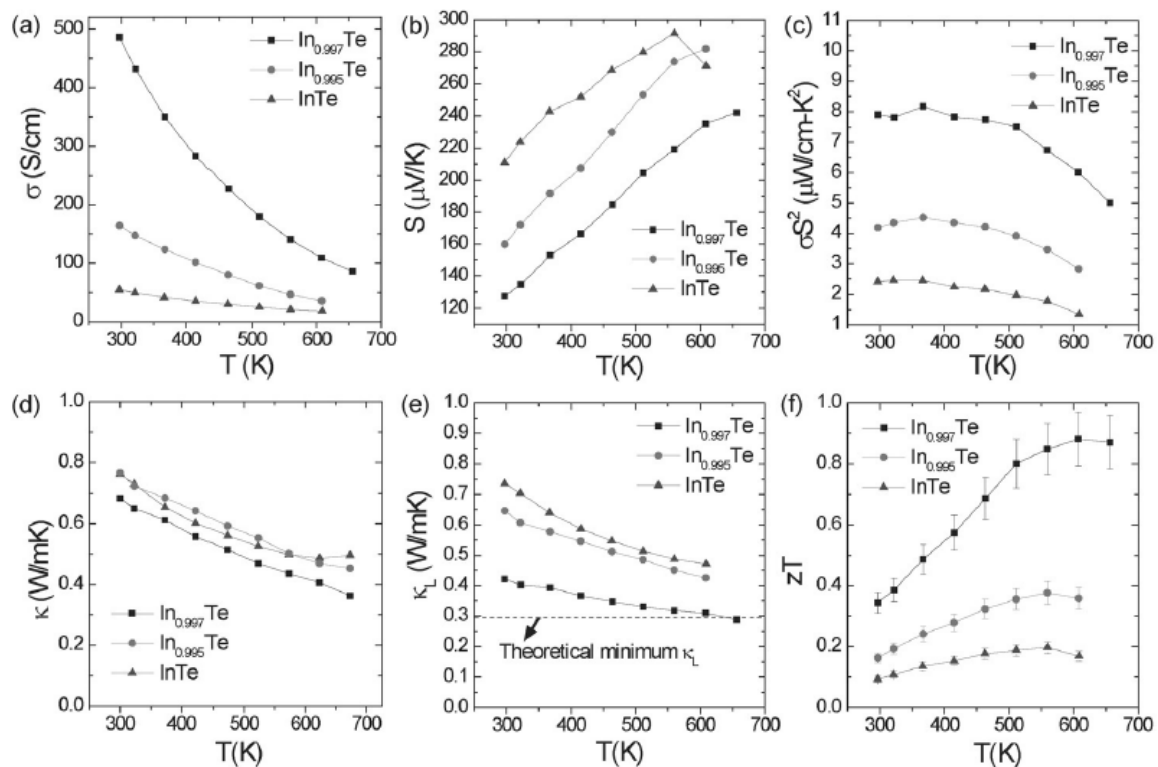 (a)
σ (S/cm)
500
400
300
200
100
0
In0.997Te
In0.995Te
InTe
300 400 500 600 700
T (K)
(b)
S (μV/K)
300
280
260
240
220
200
180
160
140
120
In0.997Te
In0.995Te
InTe
300 400 500 600 700
T(K)
(c)
σS² (μW/cm-K²)
11
10
9
8
7
6
5
4
3
2
1
In0.997Te
In0.995Te
InTe
300 400 500 600 700
T(K)
(d)
κ (W/mK)
1.0
0.8
0.6
0.4
0.2
0.0
In0.997Te
In0.995Te
InTe
300 400 500 600 700
T(K)
(e)
κL (W/mK)
1.0
0.9
0.8
0.7
0.6
0.5
0.4
0.3
0.2
0.1
0.0
In0.997Te
In0.995Te
InTe
Theoretical minimum κL
300 400 500 600 700
T(K)
(f)
zT
1.0
0.8
0.6
0.4
0.2
0.0
In0.997Te
In0.995Te
InTe
300 400 500 600 700
T(K)